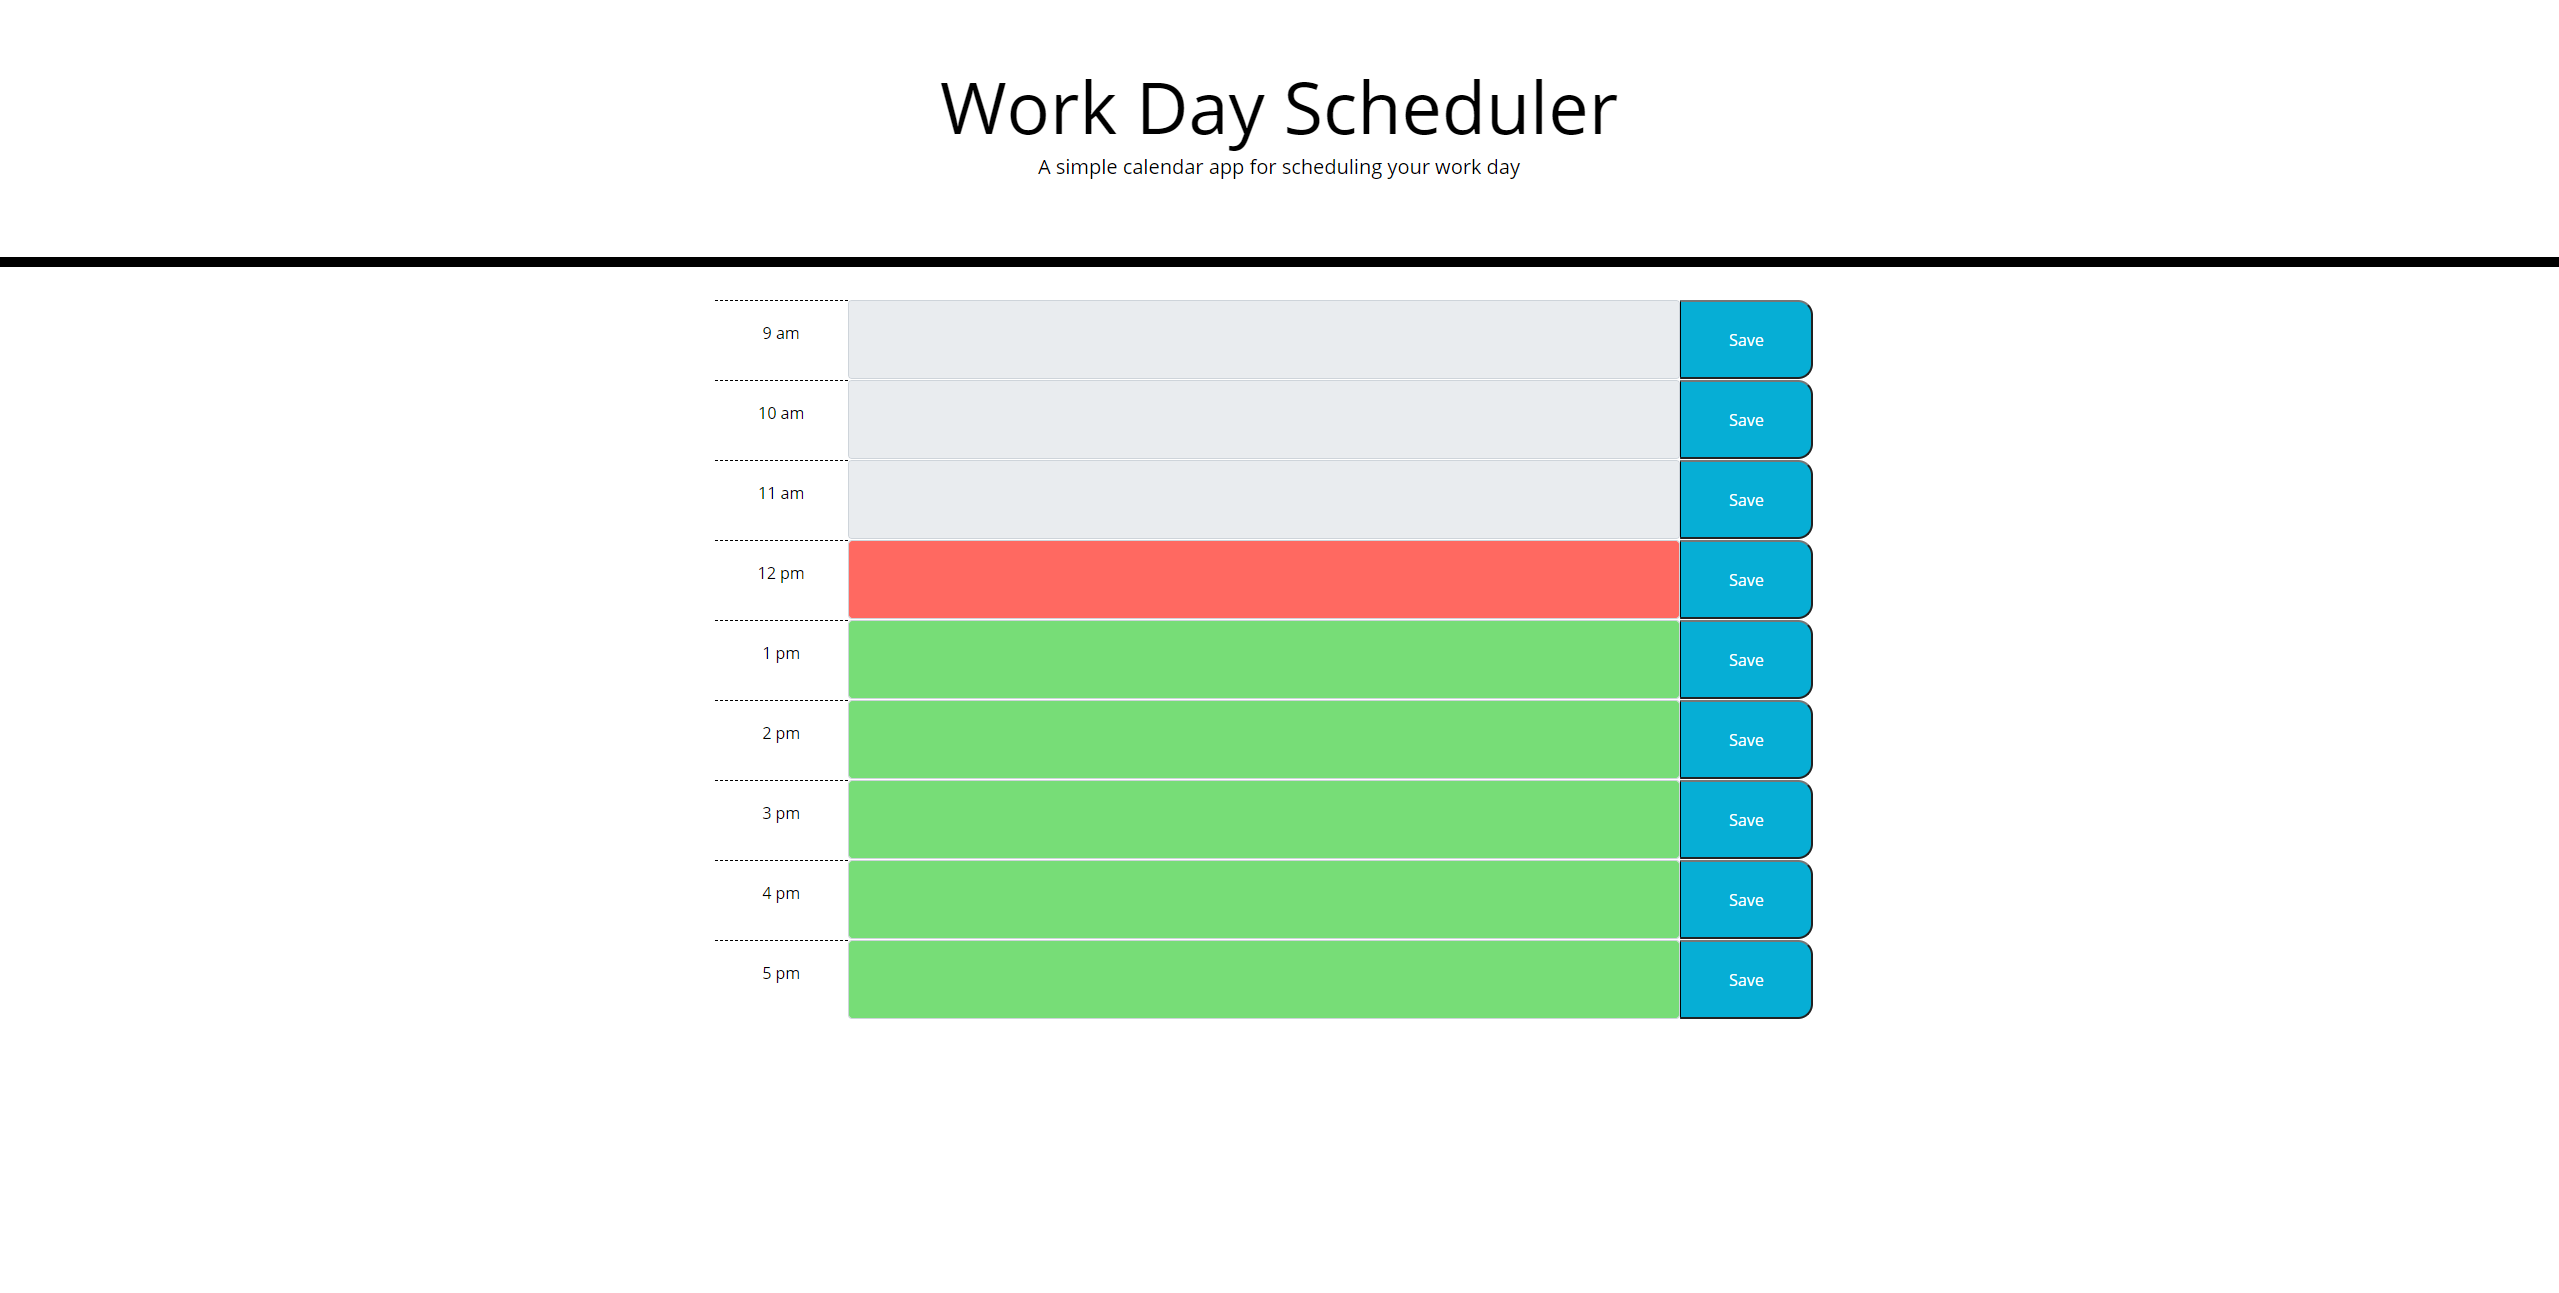 Work Day Scheduler
A simple calendar app for scheduling your work day
9 am Save
10 am Save
11 am Save
12 pm Save
1 pm Save
2 pm Save
3 pm Save
4 pm Save
5 pm Save